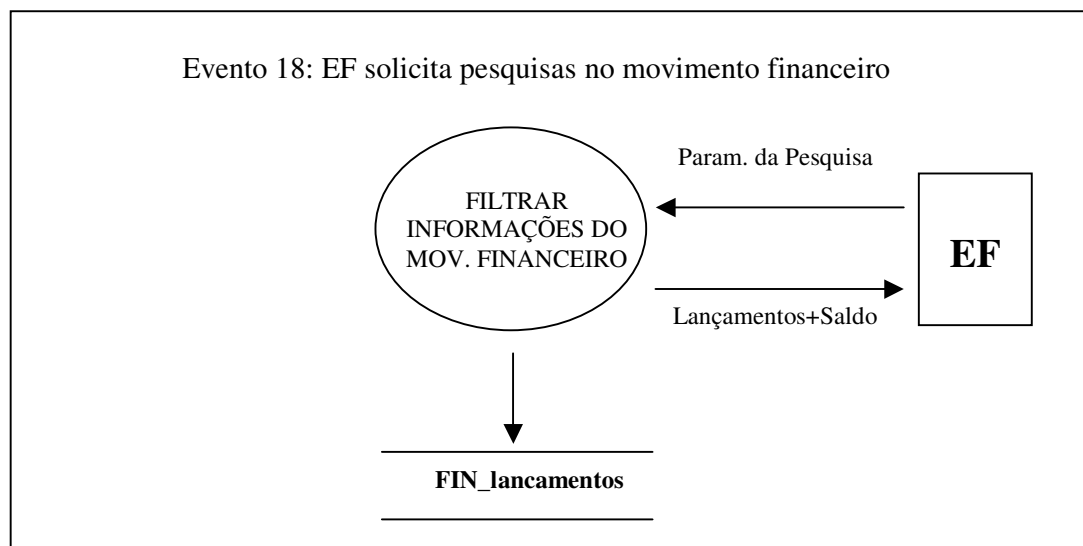 Evento 18: EF solicita pesquisas no movimento financeiro
Param. da Pesquisa
FILTRAR
INFORMAÇÕES DO
MOV. FINANCEIRO
EF
Lançamentos+Saldo
FIN_lancamentos